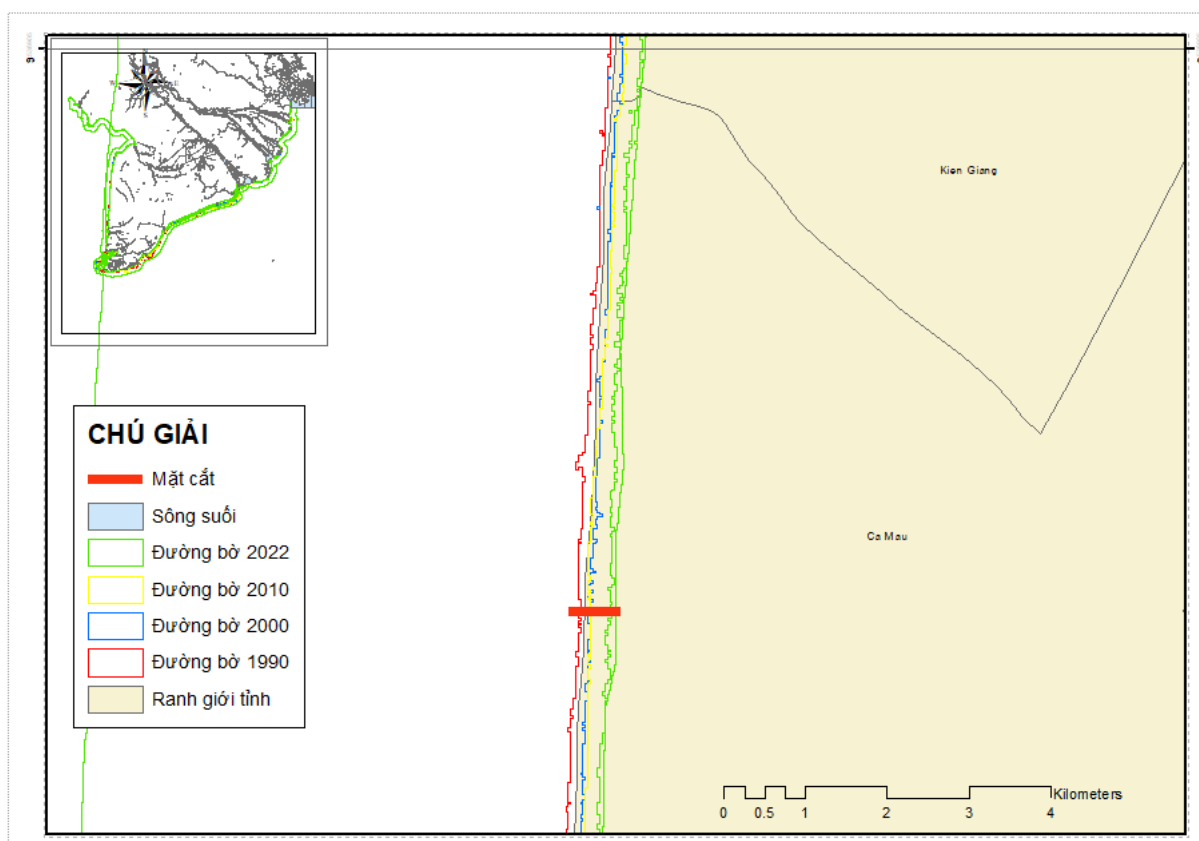 9
N
S
Kien Giang
CHÚ GIẢI
Mặt cắt
Sông suối
Đường bờ 2022
Đường bờ 2010
Đường bờ 2000
Đường bờ 1990
Ranh giới tỉnh
Ca Mau
Kilometers
0 0.5 1 2 3 4